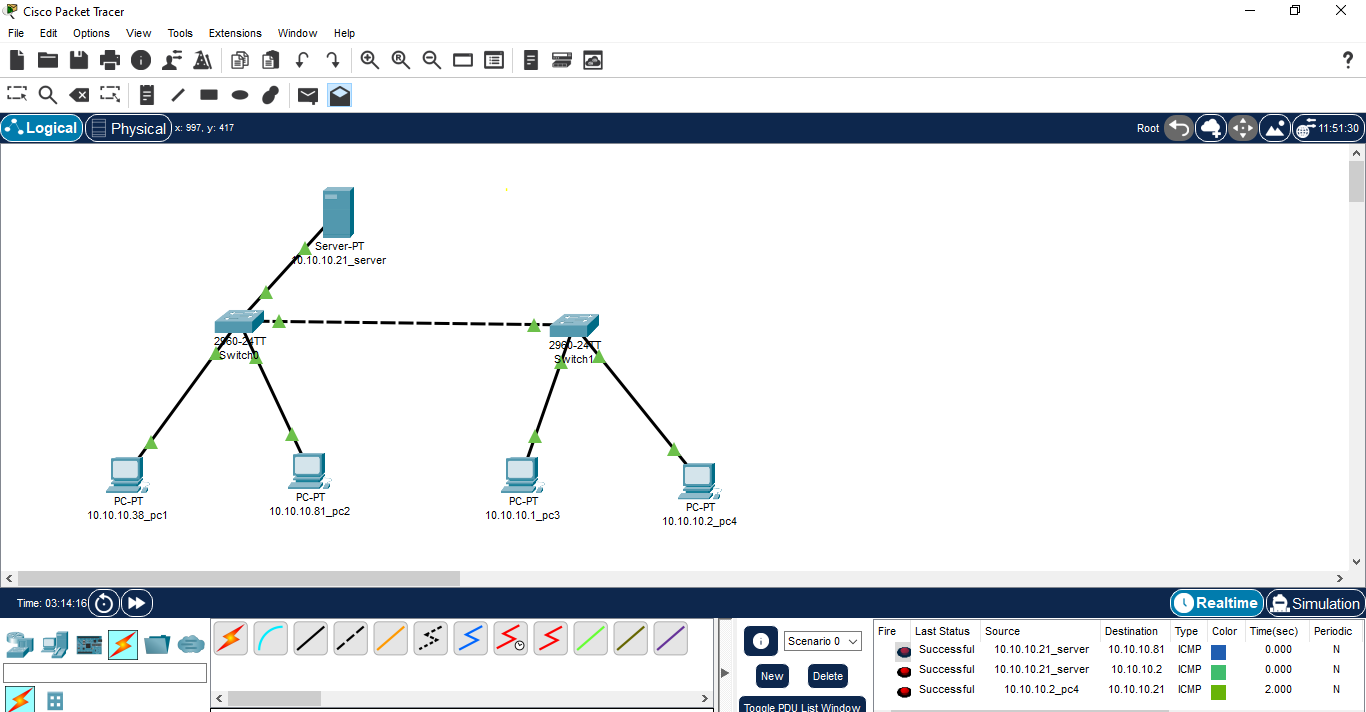 Cisco Packet Tracer
File Edit Options View Tools Extensions Window Help
Logical Physical x: 997, y: 417 Root 11:51:30
Server-PT
10.10.10.21_server
2960-24TT
Switch0
2960-24TT
Switch1
PC-PT
10.10.10.38_pc1
PC-PT
10.10.10.81_pc2
PC-PT
10.10.10.1_pc3
PC-PT
10.10.10.2_pc4
Time: 03:14:16 Realtime Simulation
Scenario 0
New Delete
Toggle PDU List Window
Fire Last Status Source Destination Type Color Time(sec) Periodic
Successful 10.10.10.21_server 10.10.10.81 ICMP 0.000 N
Successful 10.10.10.21_server 10.10.10.2 ICMP 0.000 N
Successful 10.10.10.2_pc4 10.10.10.21 ICMP 2.000 N